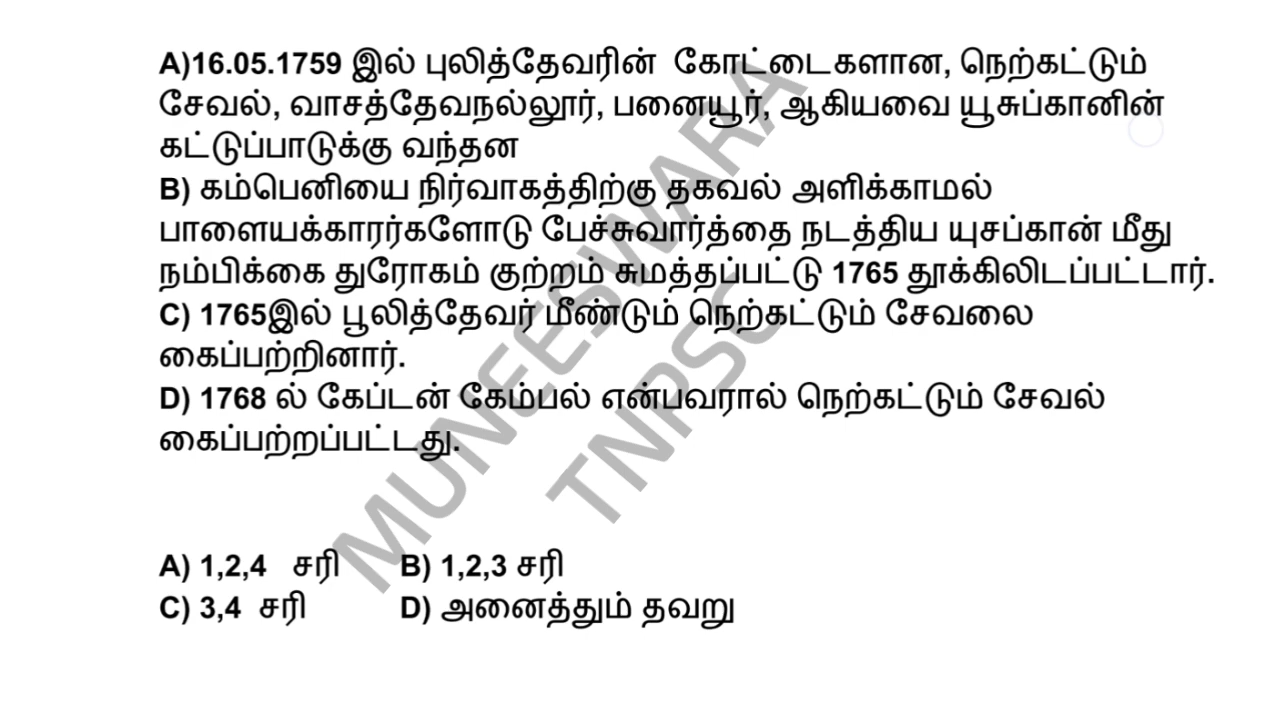 A)16.05.1759 இல் புலித்தேவரின் கோட்டைகளான, நெற்கட்டும்
சேவல், வாசத்தேவநல்லூர், பனையூர், ஆகியவை யூசுப்கானின்
கட்டுப்பாடுக்கு வந்தன
B) கம்பெனியை நிர்வாகத்திற்கு தகவல் அளிக்காமல்
பாளையக்காரர்களோடு பேச்சுவார்த்தை நடத்திய யுசப்கான் மீது
நம்பிக்கை துரோகம் குற்றம் சுமத்தப்பட்டு 1765 தூக்கிலிடப்பட்டார்.
C) 1765இல் பூலித்தேவர் மீண்டும் நெற்கட்டும் சேவலை
கைப்பற்றினார்.
D) 1768 ல் கேப்டன் கேம்பல் என்பவரால் நெற்கட்டும் சேவல்
கைப்பற்றப்பட்டது.
A) 1,2,4 சரி B) 1,2,3 சரி
C) 3,4 சரி D) அனைத்தும் தவறு
MUNEESWARA
TNPSC